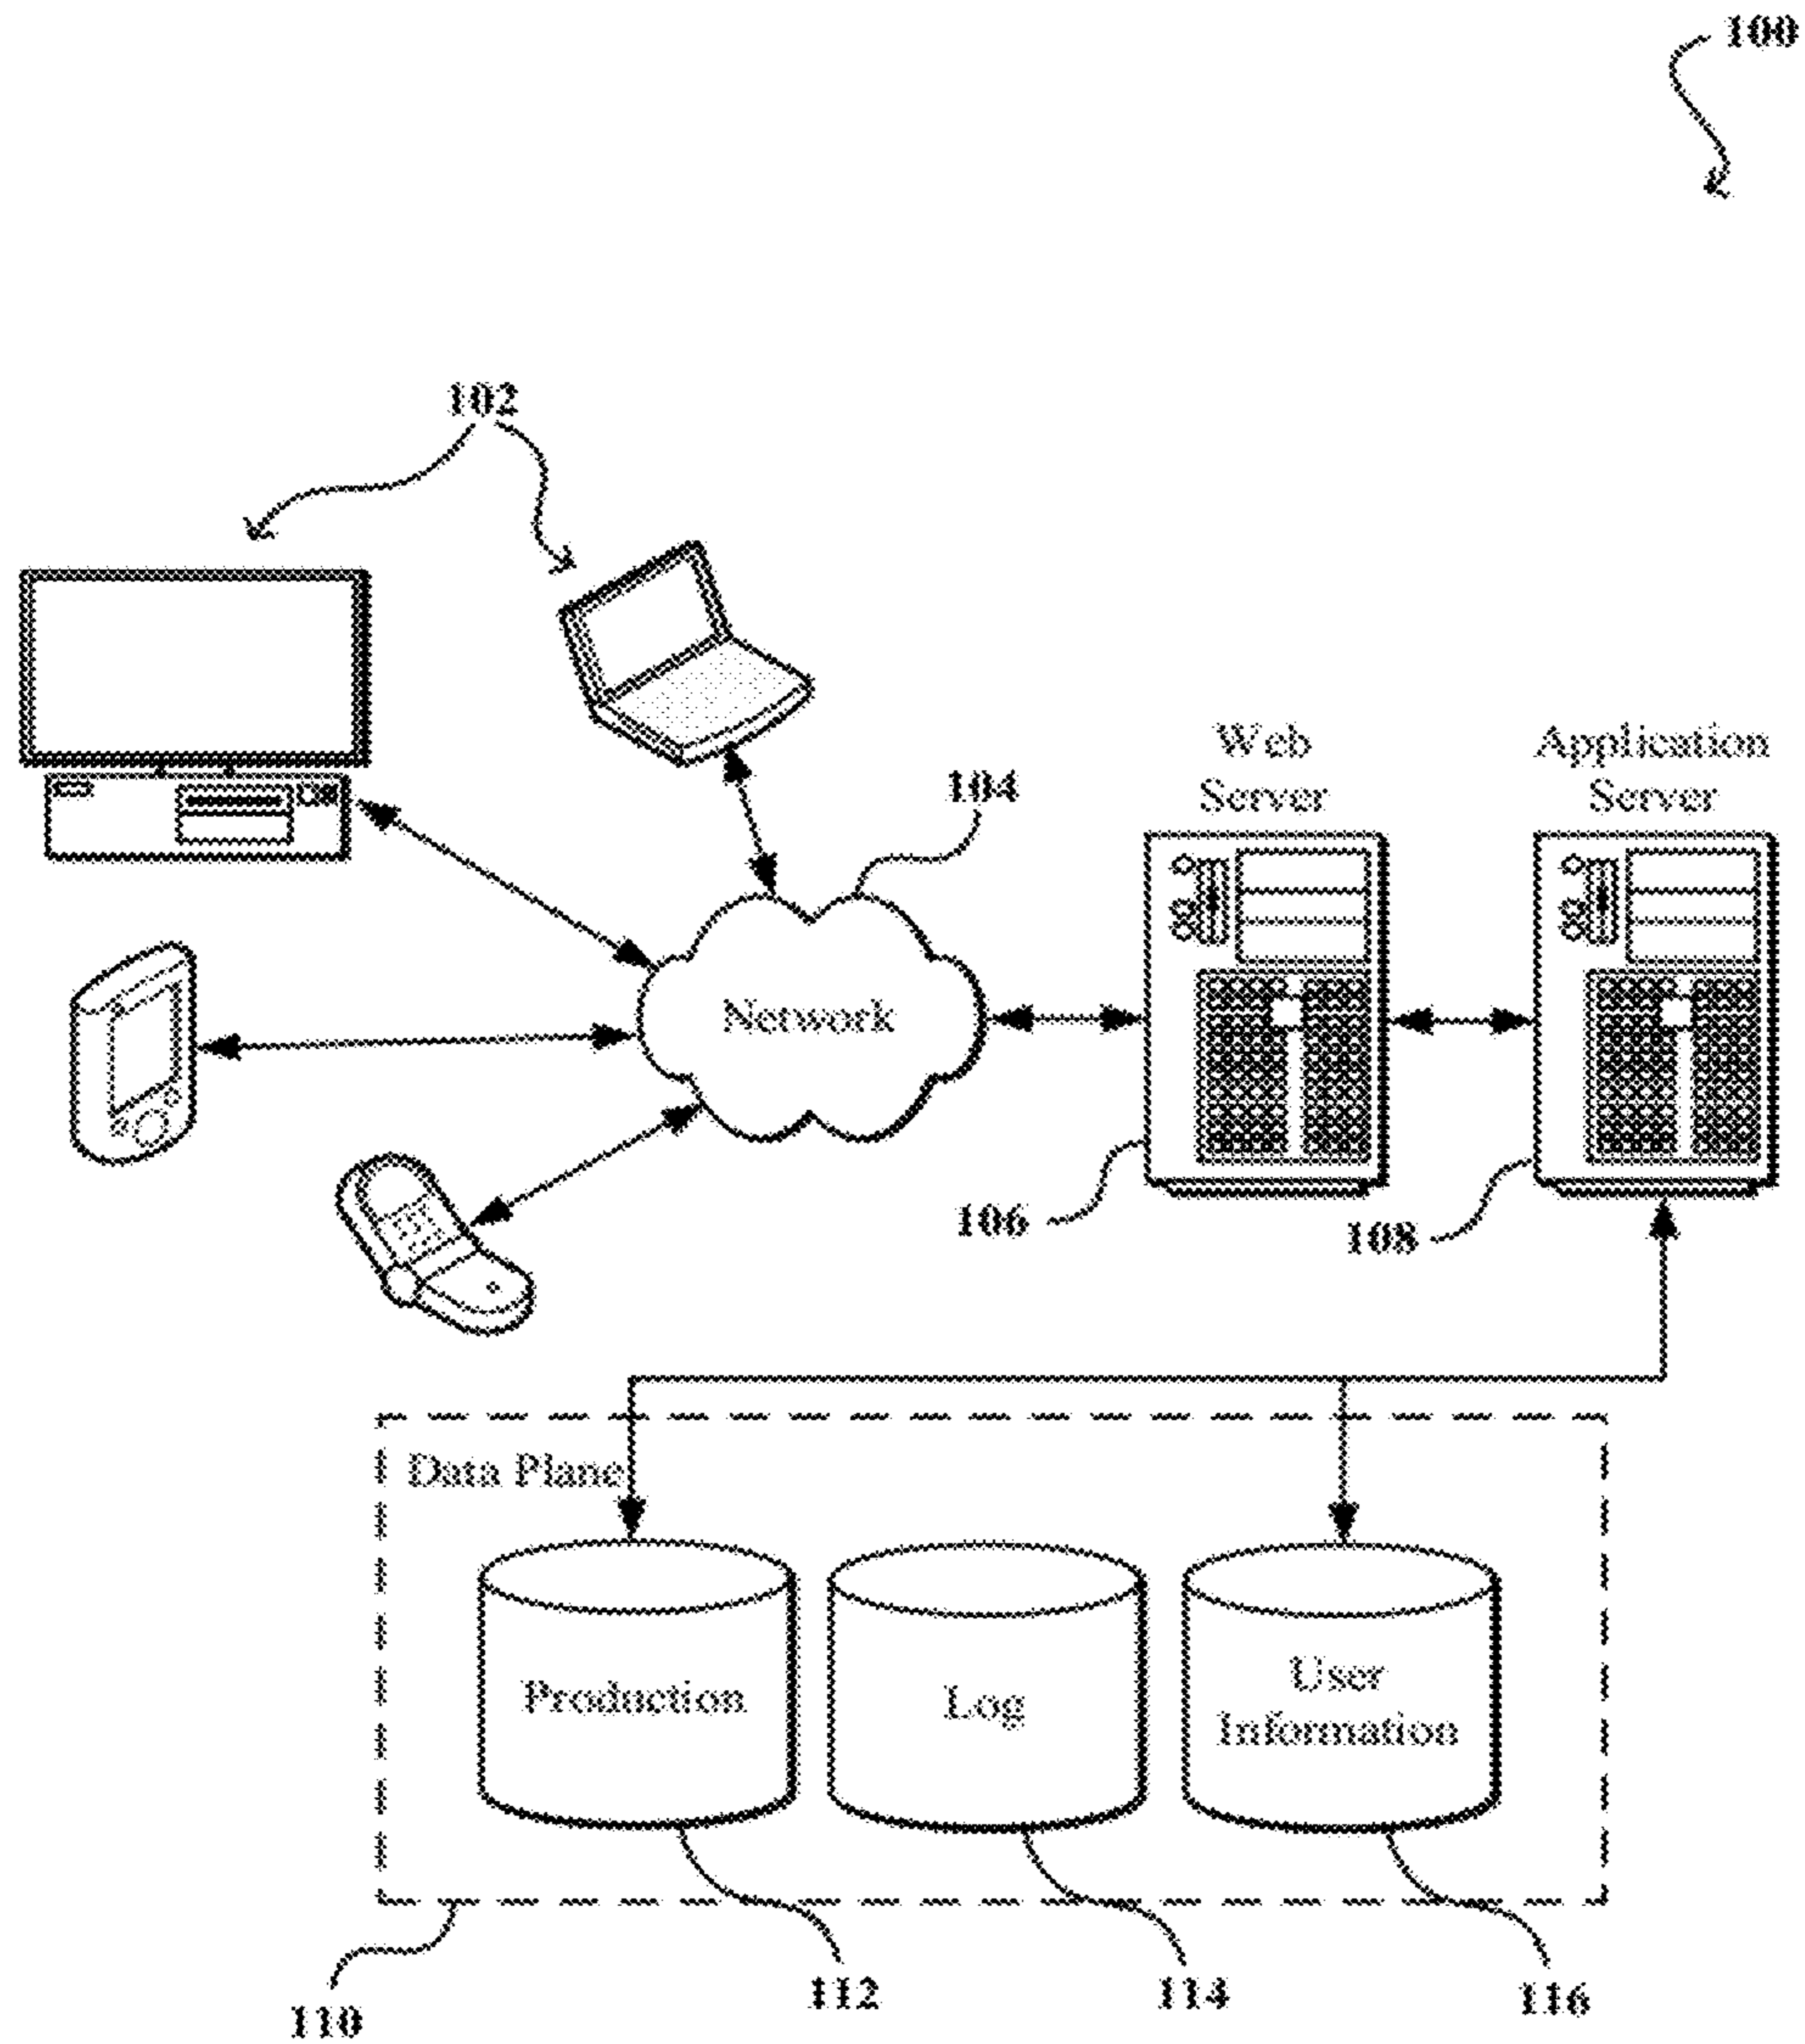 100
102
Web
Server
Application
Server
104
Network
106
108
Data Plane
Production
Log
User
Information
110
112
114
116